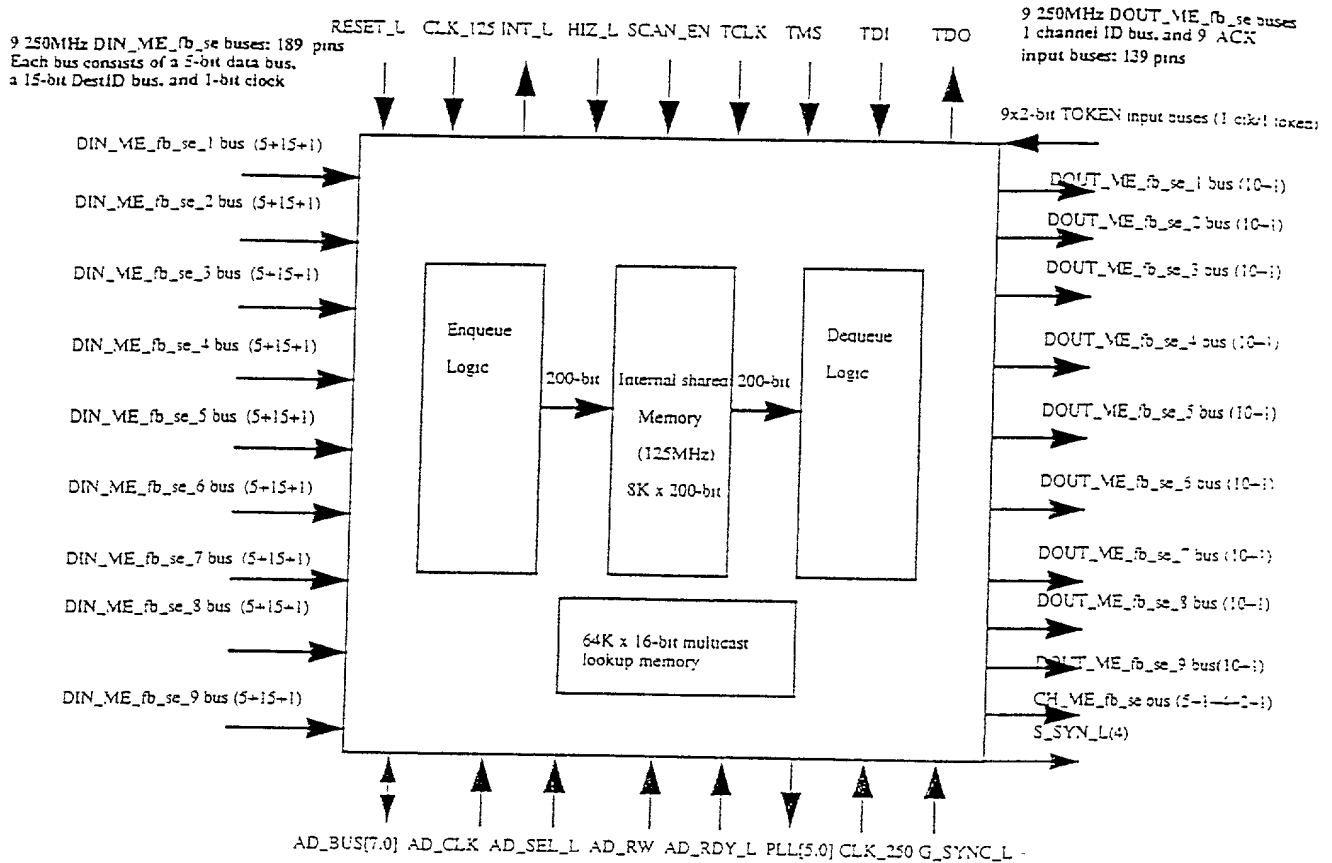 9 250MHz DIN_ME_fb_se buses: 189 pins
Each bus consists of a 5-bit data bus,
a 15-bit DestID bus, and 1-bit clock
RESET_L CLK_125 INT_L HIZ_L SCAN_EN TCLK TMS TDI TDO
9 250MHz DOUT_ME_fb_se buses
1 channel ID bus, and 9 ACK
input buses: 139 pins
9x2-bit TOKEN input buses (1 clk/1 token)
DIN_ME_fb_se_1 bus (5+15+1)
DIN_ME_fb_se_2 bus (5+15+1)
DIN_ME_fb_se_3 bus (5+15+1)
DIN_ME_fb_se_4 bus (5+15+1)
DIN_ME_fb_se_5 bus (5+15+1)
DIN_ME_fb_se_6 bus (5+15+1)
DIN_ME_fb_se_7 bus (5+15+1)
DIN_ME_fb_se_8 bus (5+15+1)
DIN_ME_fb_se_9 bus (5+15+1)
Enqueue
Logic
200-bit
Internal shared
Memory
(125MHz)
8K x 200-bit
200-bit
Dequeue
Logic
64K x 16-bit multicast
lookup memory
DOUT_ME_fb_se_1 bus (10+1)
DOUT_ME_fb_se_2 bus (10+1)
DOUT_ME_fb_se_3 bus (10+1)
DOUT_ME_fb_se_4 bus (10+1)
DOUT_ME_fb_se_5 bus (10+1)
DOUT_ME_fb_se_6 bus (10+1)
DOUT_ME_fb_se_7 bus (10+1)
DOUT_ME_fb_se_8 bus (10+1)
DOUT_ME_fb_se_9 bus(10+1)
CH_ME_fb_se bus
S_SYN_L(4)
AD_BUS[7.0] AD_CLK AD_SEL_L AD_RW AD_RDY_L PLL[5.0] CLK_250 G_SYNC_L